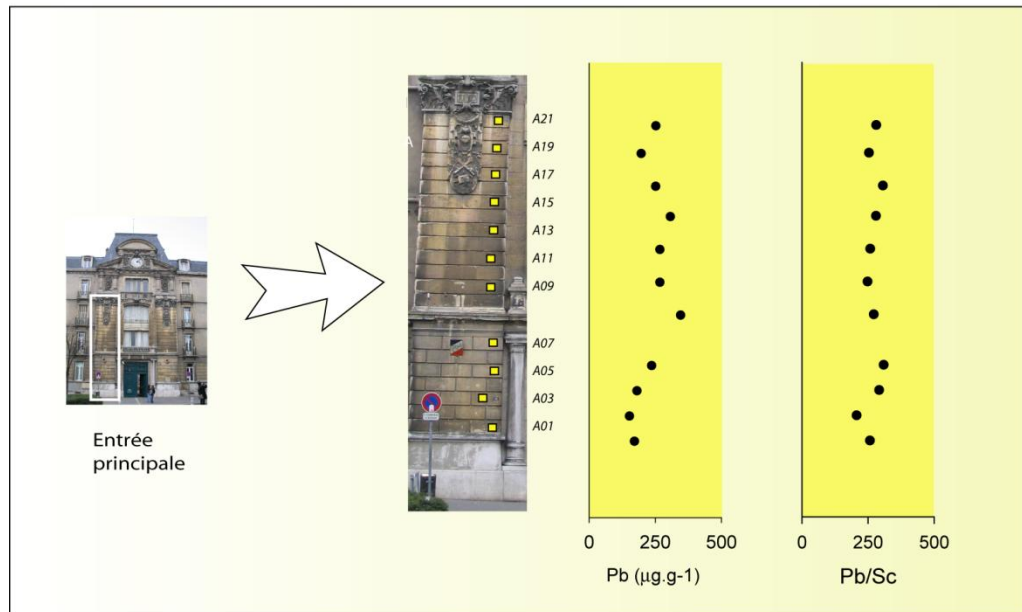 A21
A19
A17
A15
A13
A11
A09
A07
A05
A03
A01
Entrée
principale
0 250 500
Pb (µg.g-1)
0 250 500
Pb/Sc
A